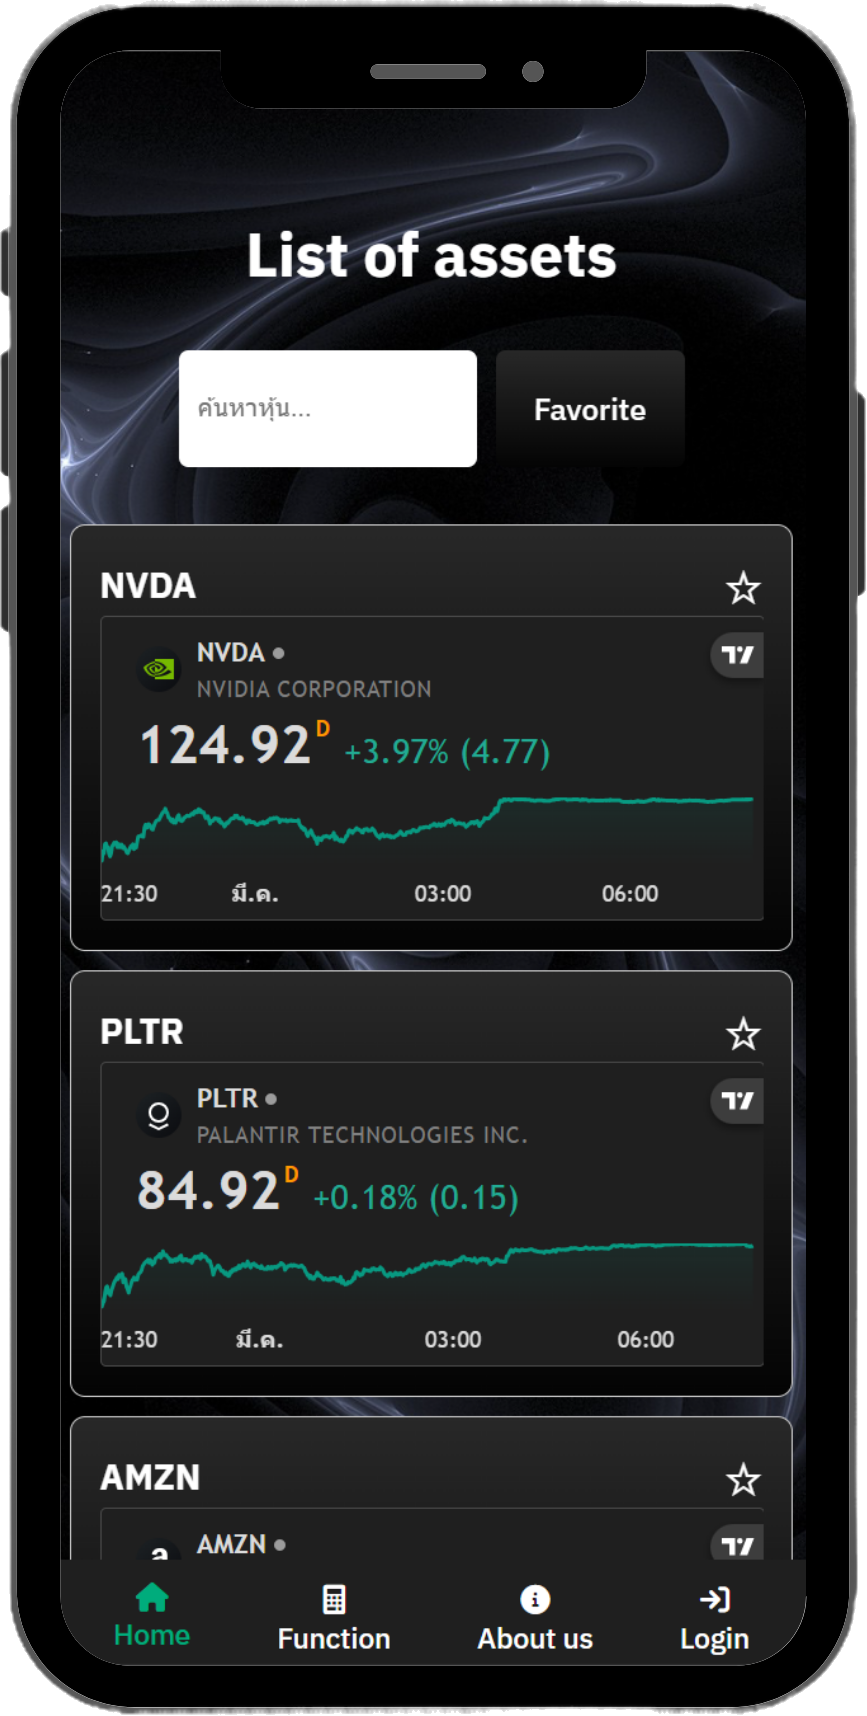 List of assets
ค้นหาหุ้น...
Favorite
NVDA
NVDA
NVIDIA CORPORATION
124.92 D +3.97% (4.77)
21:30 มี.ค. 03:00 06:00
PLTR
PLTR
PALANTIR TECHNOLOGIES INC.
84.92 D +0.18% (0.15)
21:30 มี.ค. 03:00 06:00
AMZN
AMZN
Home Function About us Login